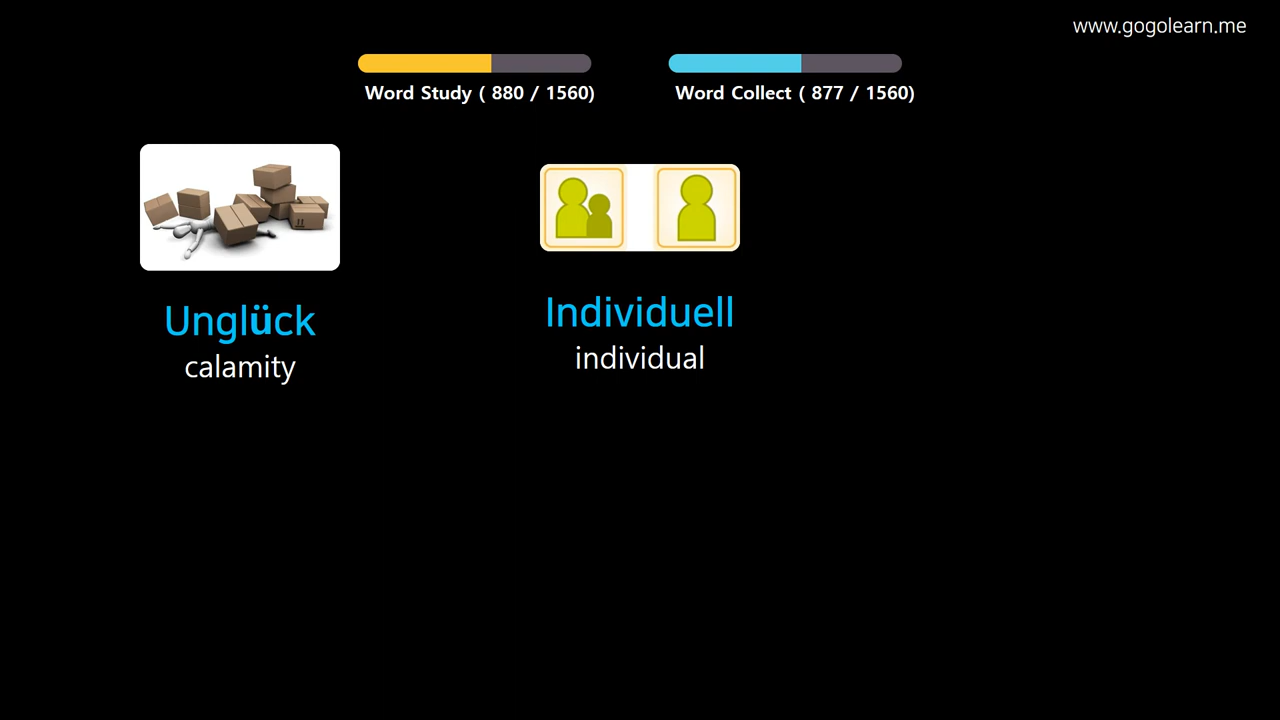 www.gogolearn.me
Word Study ( 880 / 1560)
Word Collect ( 877 / 1560)
Unglück
calamity
Individuell
individual